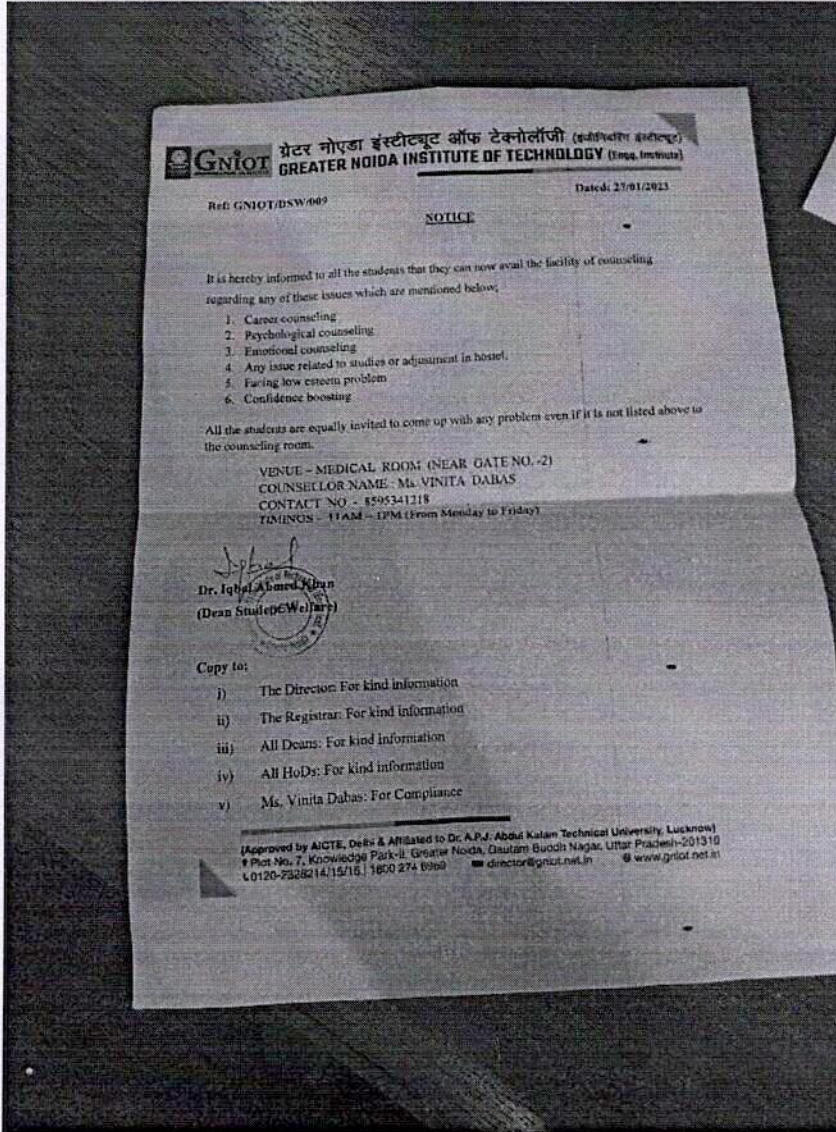 GNIOT
ग्रेटर नोएडा इंस्टीट्यूट ऑफ टेक्नोलॉजी (इंजीनियरिंग इंस्टीट्यूट)
GREATER NOIDA INSTITUTE OF TECHNOLOGY (Engg. Institute)
Ref: GNIOT/DSW/009
Dated: 27/01/2023
NOTICE
It is hereby informed to all the students that they can now avail the facility of counseling
regarding any of these issues which are mentioned below;
1. Career counseling
2. Psychological counseling
3. Emotional counseling
4. Any issue related to studies or adjustment in hostel.
5. Facing low esteem problem
6. Confidence boosting
All the students are equally invited to come up with any problem even if it is not listed above to
the counseling room.
VENUE – MEDICAL ROOM (NEAR GATE NO. -2)
COUNSELLOR NAME : Ms. VINITA DABAS
CONTACT NO - 8595341218
TIMINGS – 11AM – 1PM (From Monday to Friday)
Dr. Iqbal Ahmed Khan
(Dean Student Welfare)
Copy to:
i) The Director: For kind information
ii) The Registrar: For kind information
iii) All Deans: For kind information
iv) All HoDs: For kind information
v) Ms. Vinita Dabas: For Compliance
(Approved by AICTE, Delhi & Affiliated to Dr. A.P.J. Abdul Kalam Technical University, Lucknow)
Plot No. 7, Knowledge Park-II, Greater Noida, Gautam Buddh Nagar, Uttar Pradesh-201310
0120-2328214/15/16 | 1800 274 6969 director@gniot.net.in www.gniot.net.in